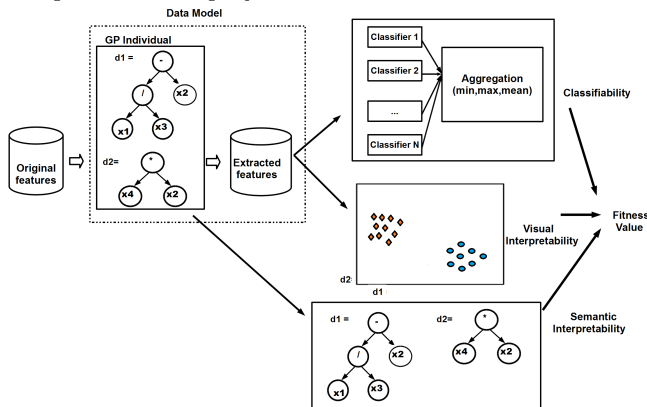 Data Model
GP Individual
d1 =
-
/
x2
x1
x3
d2=
*
x4
x2
Original
features
Extracted
features
Classifier 1
Classifier 2
...
Classifier N
Aggregation
(min,max,mean)
Classifiability
d2
d1
Visual
Interpretability
Fitness
Value
d1 =
-
/
x2
x1
x3
d2=
*
x4
x2
Semantic
Interpretability